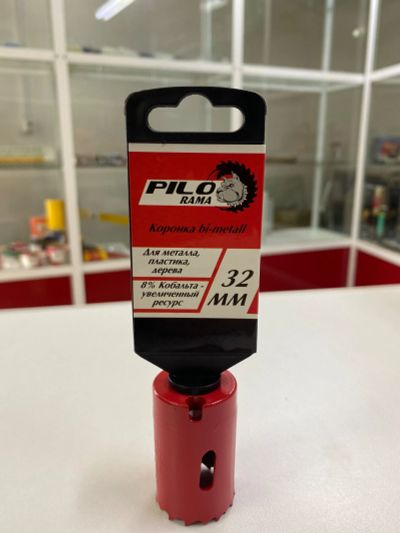 PILO
RAMA
Коронка bi-metall
Для металла,
пластика,
дерева
32
мм
8% Кобальта -
увеличенный
ресурс